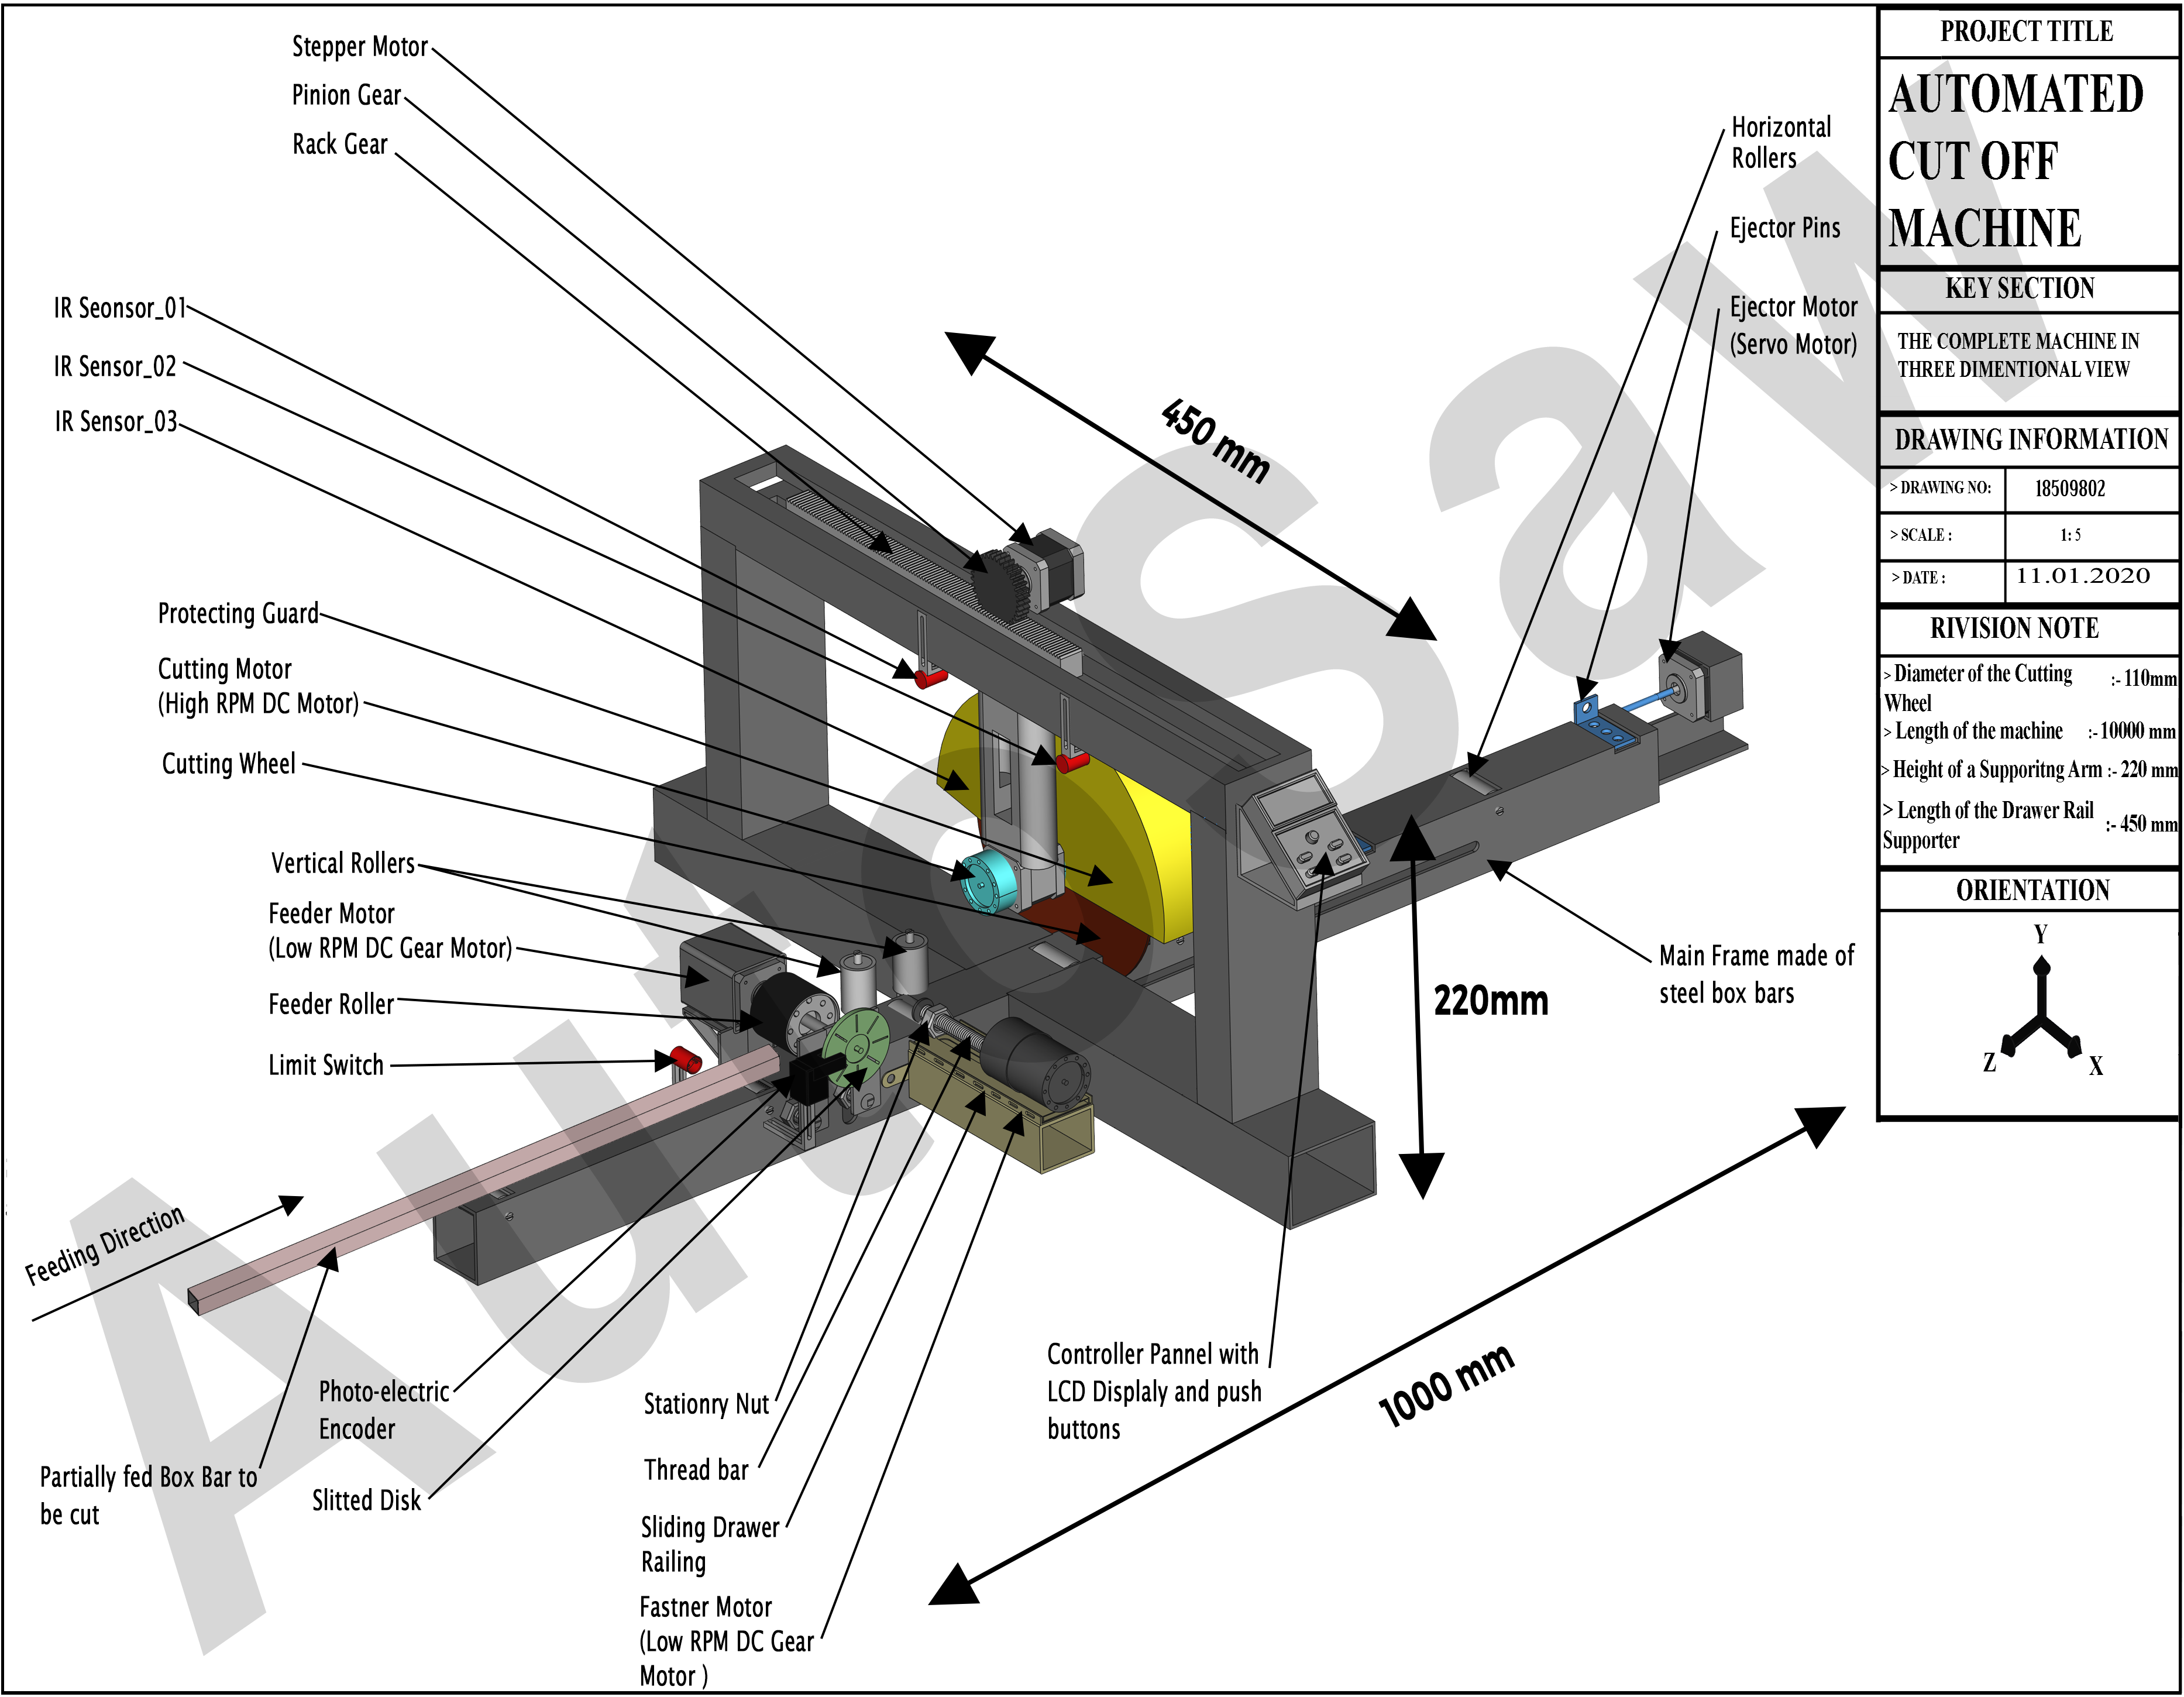 Stepper Motor
Pinion Gear
Rack Gear
IR Seonsor_01
IR Sensor_02
IR Sensor_03
Protecting Guard
Cutting Motor
(High RPM DC Motor)
Cutting Wheel
Vertical Rollers
Feeder Motor
(Low RPM DC Gear Motor)
Feeder Roller
Limit Switch
Feeding Direction
Partially fed Box Bar to
be cut
Photo-electric
Encoder
Slitted Disk
Stationry Nut
Thread bar
Sliding Drawer
Railing
Fastner Motor
(Low RPM DC Gear
Motor )
Controller Pannel with
LCD Displaly and push
buttons
Main Frame made of
steel box bars
Horizontal
Rollers
Ejector Pins
Ejector Motor
(Servo Motor)
450 mm
220mm
1000 mm
Auto Saw
PROJECT TITLE
AUTOMATED
CUT OFF
MACHINE
KEY SECTION
THE COMPLETE MACHINE IN
THREE DIMENTIONAL VIEW
DRAWING INFORMATION
> DRAWING NO: 18509802
> SCALE : 1: 5
> DATE : 11.01.2020
RIVISION NOTE
> Diameter of the Cutting :- 110mm
Wheel
> Length of the machine :- 10000 mm
> Height of a Supporitng Arm :- 220 mm
> Length of the Drawer Rail :- 450 mm
Supporter
ORIENTATION
Y
Z
X